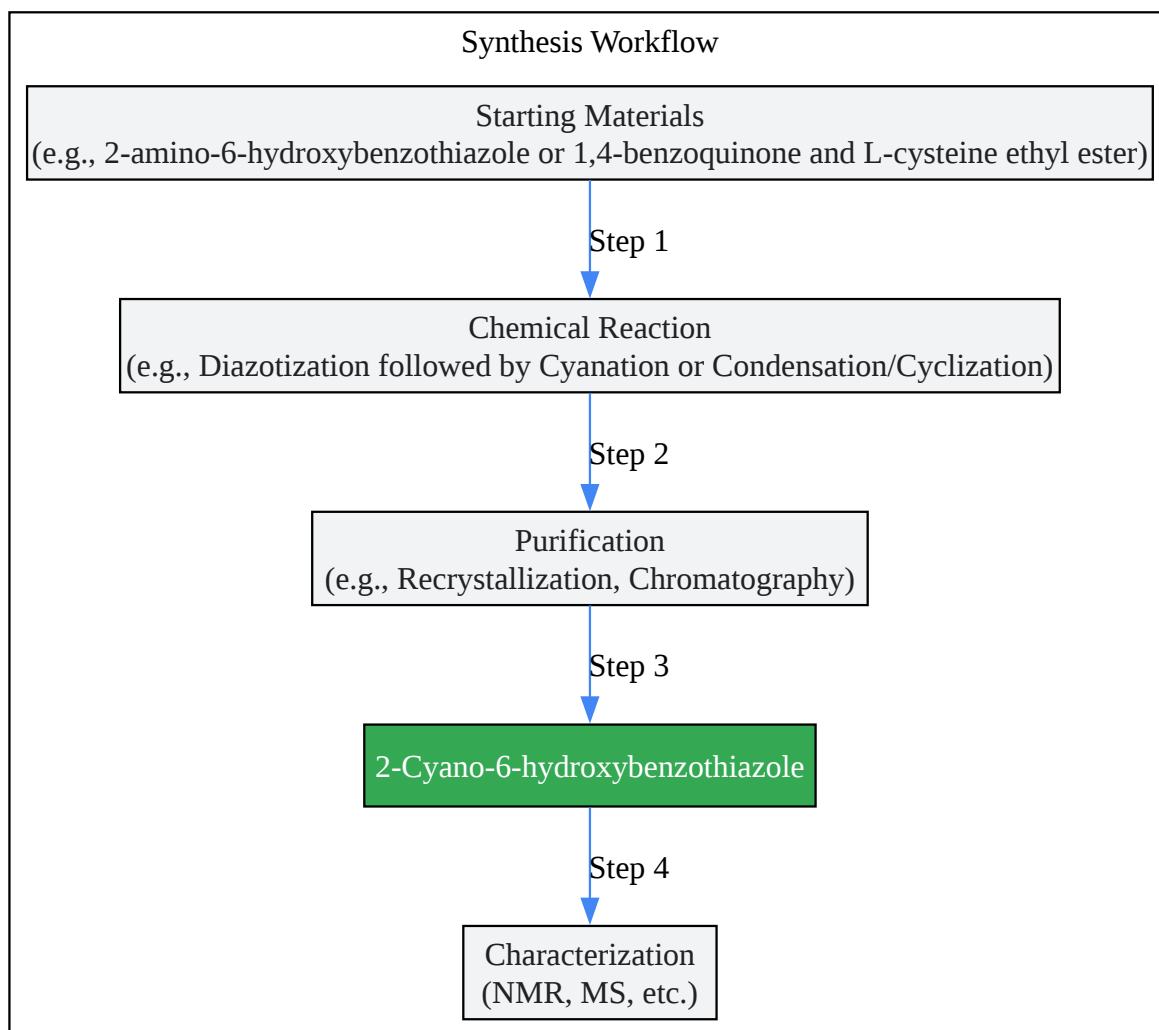 Synthesis Workflow
Starting Materials
(e.g., 2-amino-6-hydroxybenzothiazole or 1,4-benzoquinone and L-cysteine ethyl ester)
Step 1
Chemical Reaction
(e.g., Diazotization followed by Cyanation or Condensation/Cyclization)
Step 2
Purification
(e.g., Recrystallization, Chromatography)
Step 3
2-Cyano-6-hydroxybenzothiazole
Step 4
Characterization
(NMR, MS, etc.)